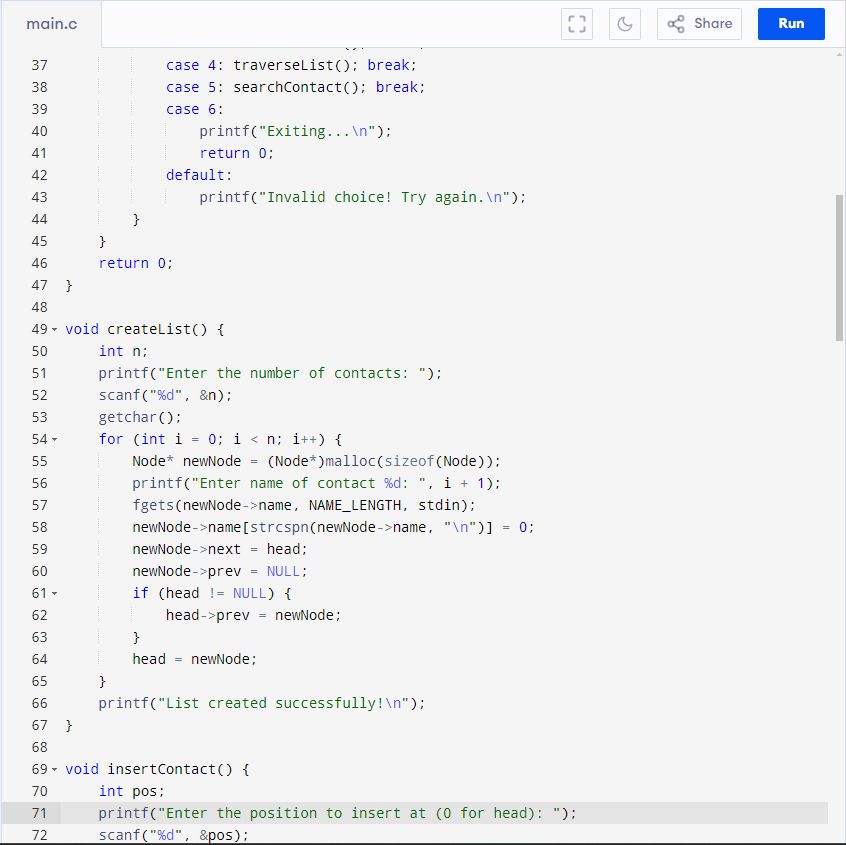 main.c
Share
Run
37 case 4: traverseList(); break;
38 case 5: searchContact(); break;
39 case 6:
40 printf("Exiting...\n");
41 return 0;
42 default:
43 printf("Invalid choice! Try again.\n");
44 }
45 }
46 return 0;
47 }
48
49 void createList() {
50 int n;
51 printf("Enter the number of contacts: ");
52 scanf("%d", &n);
53 getchar();
54 for (int i = 0; i < n; i++) {
55 Node* newNode = (Node*)malloc(sizeof(Node));
56 printf("Enter name of contact %d: ", i + 1);
57 fgets(newNode->name, NAME_LENGTH, stdin);
58 newNode->name[strcspn(newNode->name, "\n")] = 0;
59 newNode->next = head;
60 newNode->prev = NULL;
61 if (head != NULL) {
62 head->prev = newNode;
63 }
64 head = newNode;
65 }
66 printf("List created successfully!\n");
67 }
68
69 void insertContact() {
70 int pos;
71 printf("Enter the position to insert at (0 for head): ");
72 scanf("%d", &pos);